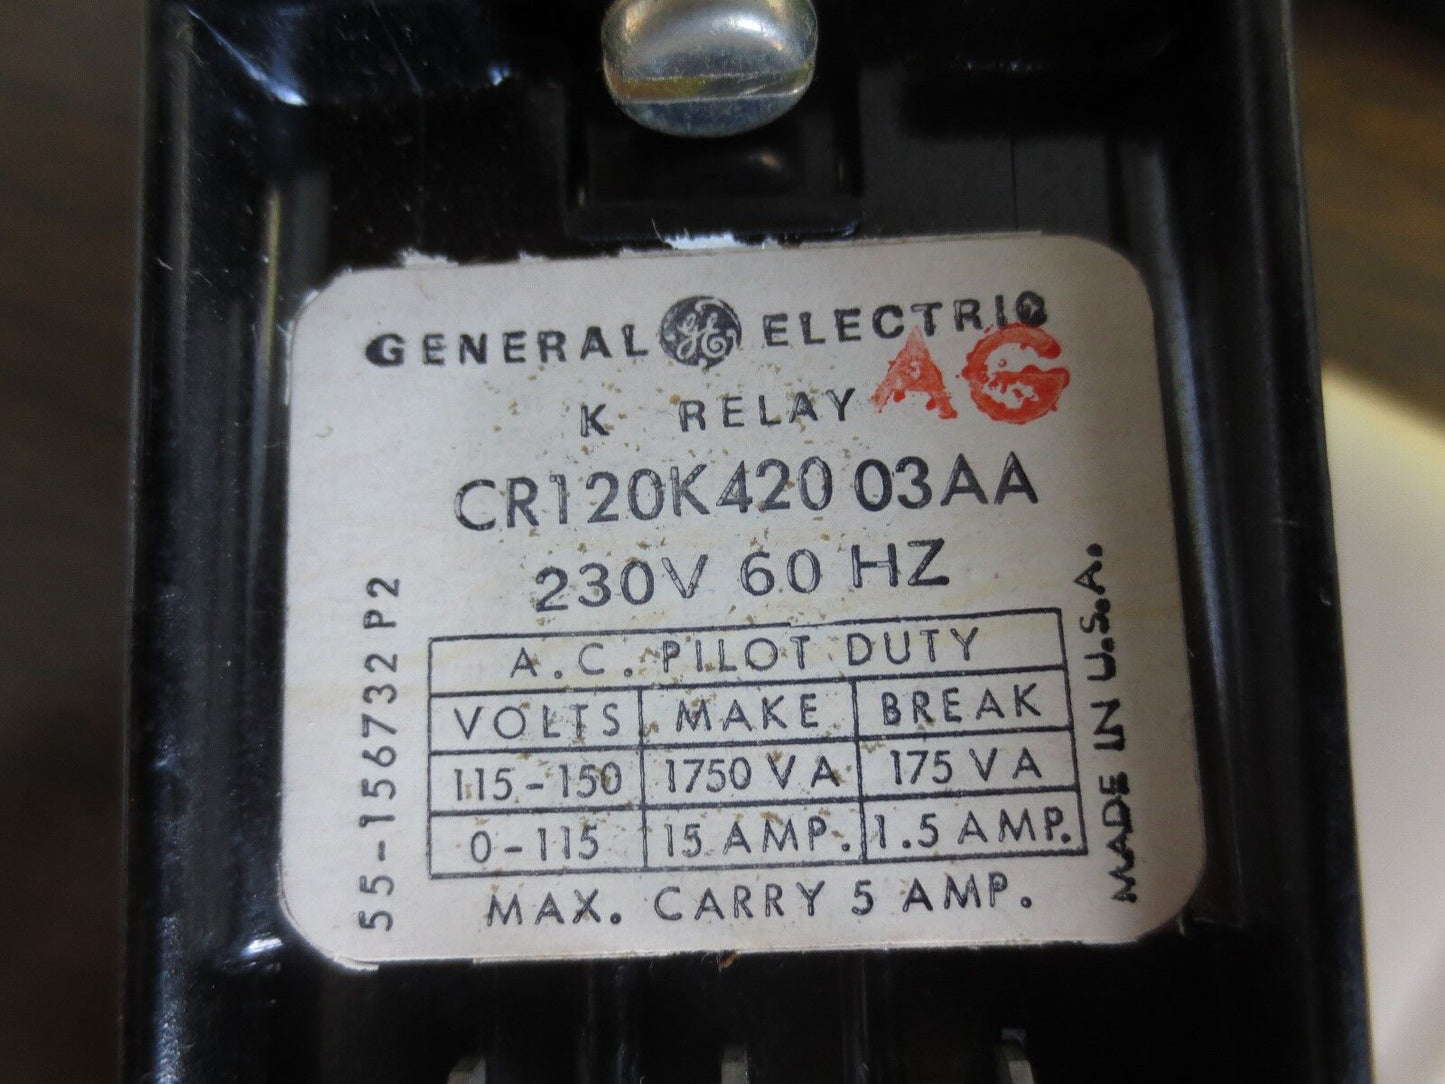 GENERAL GE ELECTRIC
AG
K RELAY
CR120K420 03AA
230V 60 HZ
A.C. PILOT DUTY
VOLTS MAKE BREAK
115-150 1750 VA 175 VA
0-115 15 AMP. 1.5 AMP.
MAX. CARRY 5 AMP.
55-156732 P2
MADE IN U.S.A.